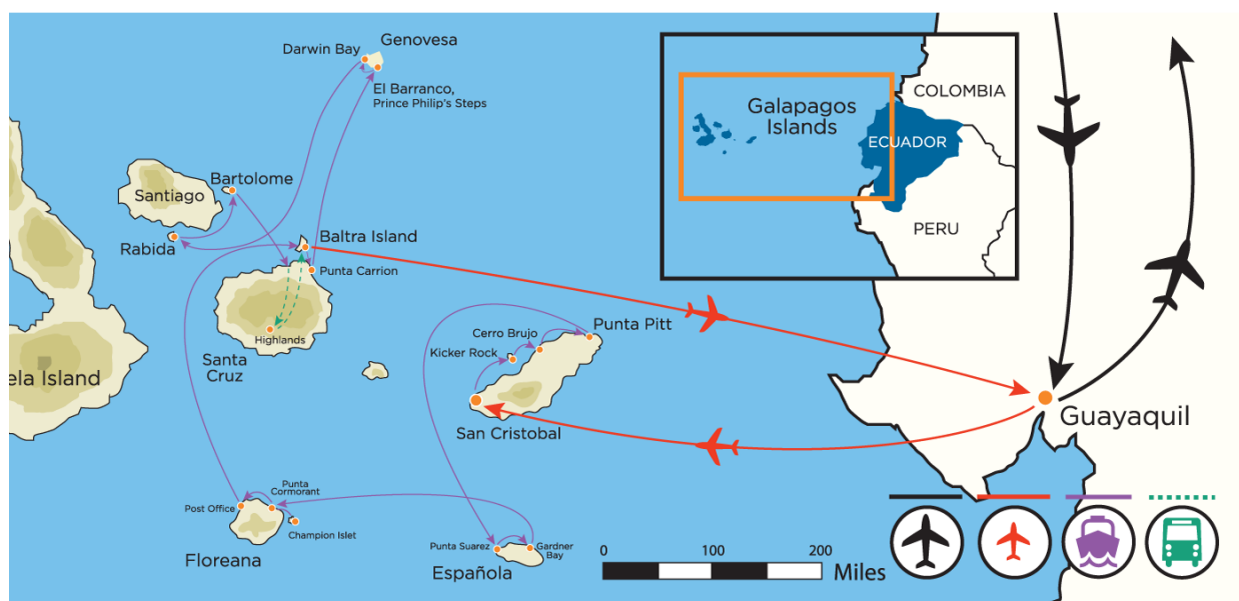 Genovesa
Darwin Bay
El Barranco,
Prince Philip's Steps
Galapagos
Islands
COLOMBIA
ECUADOR
PERU
Bartolome
Santiago
Rabida
Baltra Island
Punta Carrion
Highlands
Santa
Cruz
ela Island
Punta Pitt
Cerro Brujo
Kicker Rock
San Cristobal
Guayaquil
Punta
Cormorant
Post Office
Champion Islet
Floreana
Punta Suarez
Gardner
Bay
Española
0 100 200
Miles